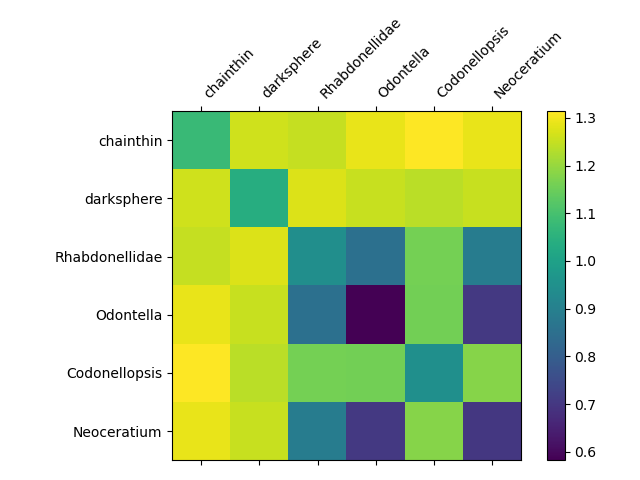 chainthin darksphere Rhabdonellidae Odontella Codonellopsis Neoceratium
chainthin
darksphere
Rhabdonellidae
Odontella
Codonellopsis
Neoceratium
1.3
1.2
1.1
1.0
0.9
0.8
0.7
0.6